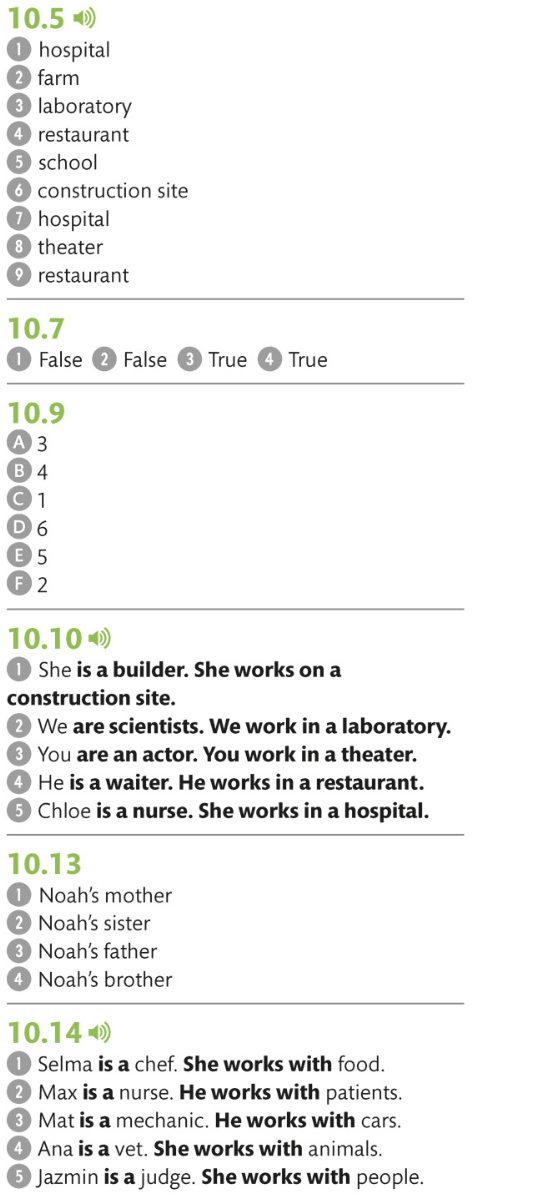 10.5
1 hospital
2 farm
3 laboratory
4 restaurant
5 school
6 construction site
7 hospital
8 theater
9 restaurant
10.7
1 False 2 False 3 True 4 True
10.9
A 3
B 4
C 1
D 6
E 5
F 2
10.10
1 She is a builder. She works on a
construction site.
2 We are scientists. We work in a laboratory.
3 You are an actor. You work in a theater.
4 He is a waiter. He works in a restaurant.
5 Chloe is a nurse. She works in a hospital.
10.13
1 Noah's mother
2 Noah's sister
3 Noah's father
4 Noah's brother
10.14
1 Selma is a chef. She works with food.
2 Max is a nurse. He works with patients.
3 Mat is a mechanic. He works with cars.
4 Ana is a vet. She works with animals.
5 Jazmin is a judge. She works with people.